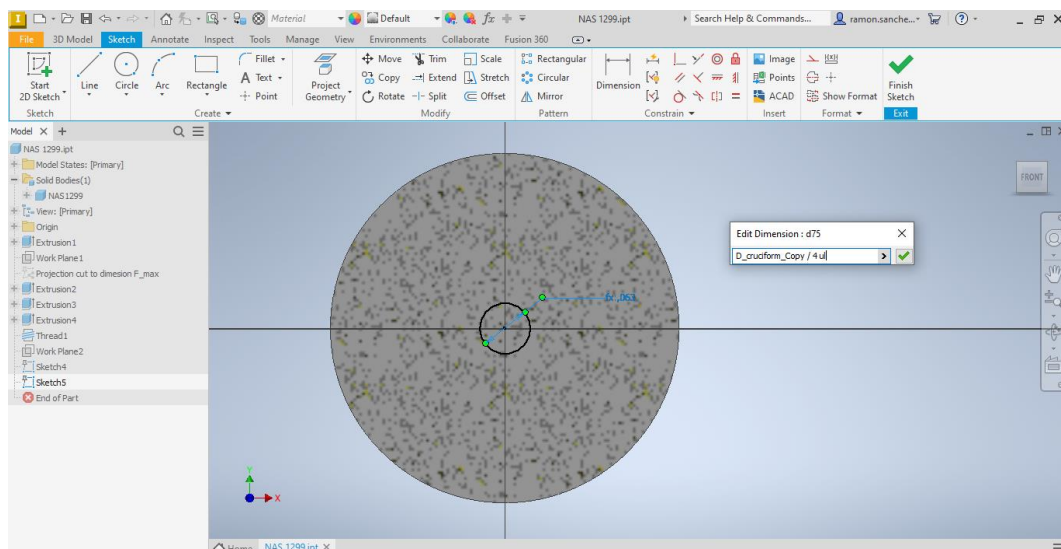 Material
Default
fx
NAS 1299.ipt
Search Help & Commands...
ramon.sanche...
File 3D Model Sketch Annotate Inspect Tools Manage View Environments Collaborate Fusion 360
Start
2D Sketch
Line
Circle
Arc
Rectangle
Fillet
Text
Point
Project
Geometry
Move Trim Scale
Copy Extend Stretch
Rotate Split Offset
Rectangular
Circular
Mirror
Dimension
Image
Points
ACAD
Show Format
Finish
Sketch
Sketch Create Modify Pattern Constrain Insert Format Exit
Model
NAS 1299.ipt
Model States: [Primary]
Solid Bodies(1)
NAS1299
View: [Primary]
Origin
Extrusion1
Work Plane1
Projection cut to dimesion F_max
Extrusion2
Extrusion3
Extrusion4
Thread1
Work Plane2
Sketch4
Sketch5
End of Part
FRONT
Edit Dimension : d75
D_cruciform_Copy / 4 ul
fx: ,063
Y
X
Home NAS 1299.ipt